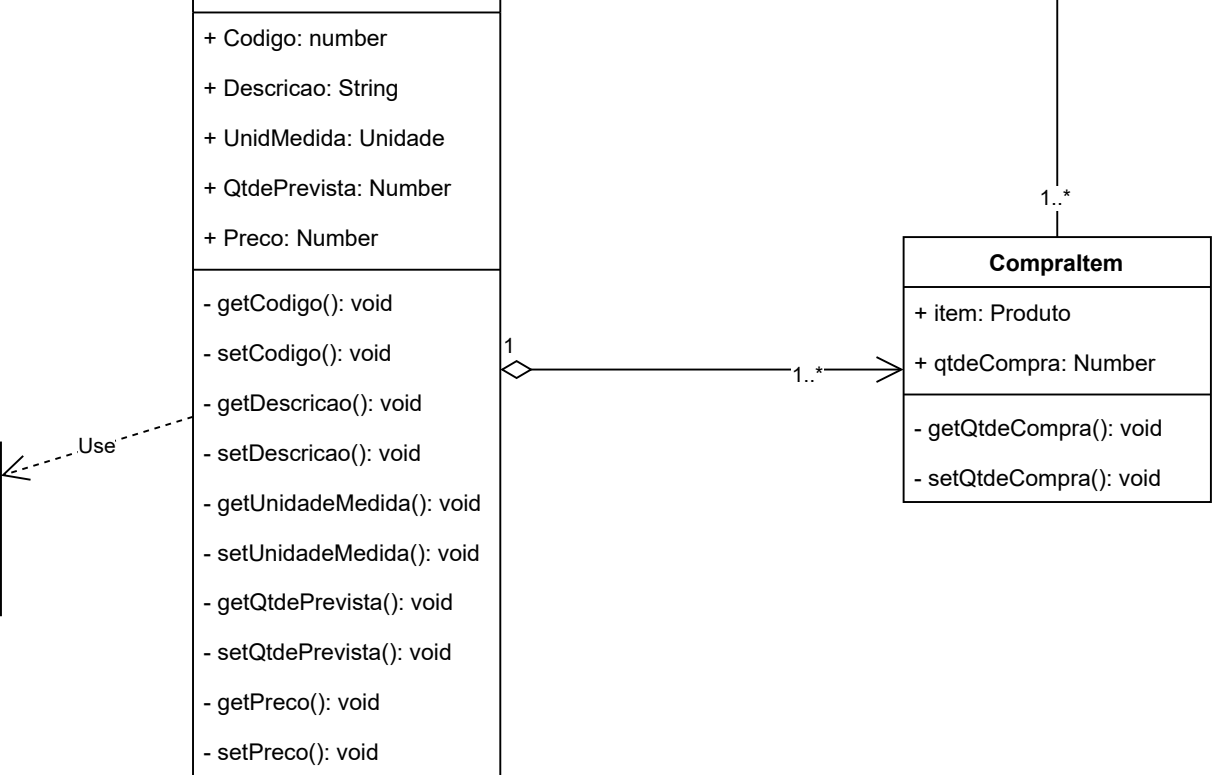 + Codigo: number
+ Descricao: String
+ UnidMedida: Unidade
+ QtdePrevista: Number
+ Preco: Number
- getCodigo(): void
- setCodigo(): void
- getDescricao(): void
- setDescricao(): void
- getUnidadeMedida(): void
- setUnidadeMedida(): void
- getQtdePrevista(): void
- setQtdePrevista(): void
- getPreco(): void
- setPreco(): void
Use
1
1..*
1..*
CompraItem
+ item: Produto
+ qtdeCompra: Number
- getQtdeCompra(): void
- setQtdeCompra(): void